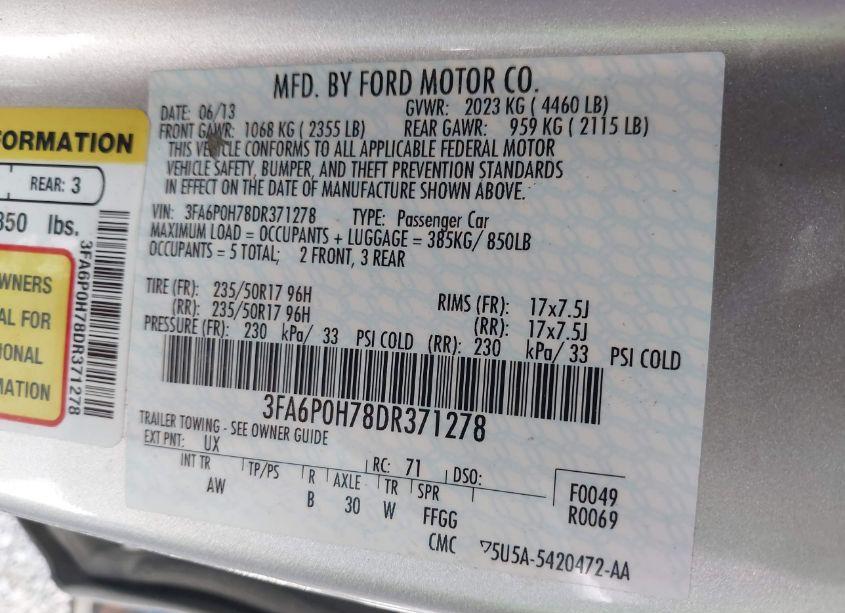 MFD. BY FORD MOTOR CO.
DATE: 06/13 GVWR: 2023 KG ( 4460 LB)
FRONT GAWR: 1068 KG ( 2355 LB) REAR GAWR: 959 KG ( 2115 LB)
THIS VEHICLE CONFORMS TO ALL APPLICABLE FEDERAL MOTOR
VEHICLE SAFETY, BUMPER, AND THEFT PREVENTION STANDARDS
IN EFFECT ON THE DATE OF MANUFACTURE SHOWN ABOVE.
VIN: 3FA6P0H78DR371278 TYPE: Passenger Car
MAXIMUM LOAD = OCCUPANTS + LUGGAGE = 385KG/ 850LB
OCCUPANTS = 5 TOTAL; 2 FRONT, 3 REAR
TIRE (FR): 235/50R17 96H RIMS (FR): 17x7.5J
(RR): 235/50R17 96H (RR): 17x7.5J
PRESSURE (FR): 230 kPa/ 33 PSI COLD (RR): 230 kPa/ 33 PSI COLD
3FA6P0H78DR371278
TRAILER TOWING - SEE OWNER GUIDE
EXT PNT: UX RC: 71 DSO:
INT TR TP/PS R AXLE TR SPR F0049
AW B 30 W FFGG R0069
CMC ▽5U5A-5420472-AA
FORMATION
REAR: 3
850 lbs.
3FA6P0H78DR371278
WNERS
AL FOR
IONAL
MATION